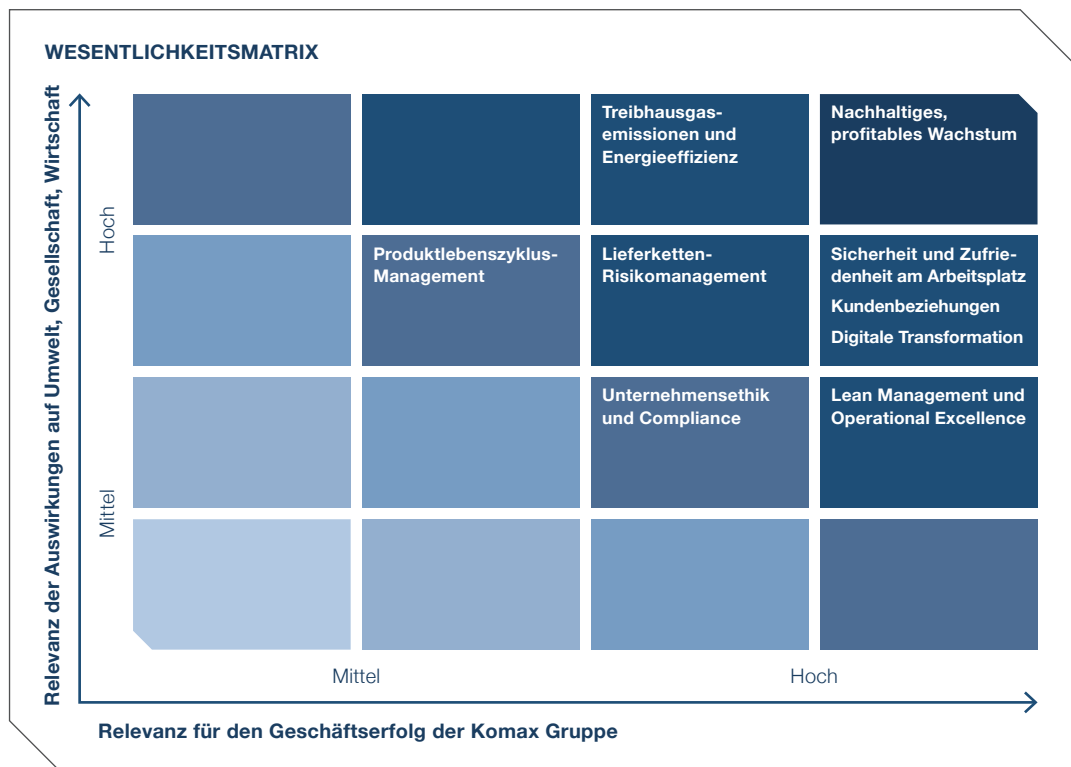 WESENTLICHKEITSMATRIX
Relevanz der Auswirkungen auf Umwelt, Gesellschaft, Wirtschaft
Hoch
Mittel
Treibhausgas-
emissionen und
Energieeffizienz
Nachhaltiges,
profitables Wachstum
Produktlebenszyklus-
Management
Lieferketten-
Risikomanagement
Sicherheit und Zufrie-
denheit am Arbeitsplatz
Kundenbeziehungen
Digitale Transformation
Unternehmensethik
und Compliance
Lean Management und
Operational Excellence
Mittel
Hoch
Relevanz für den Geschäftserfolg der Komax Gruppe